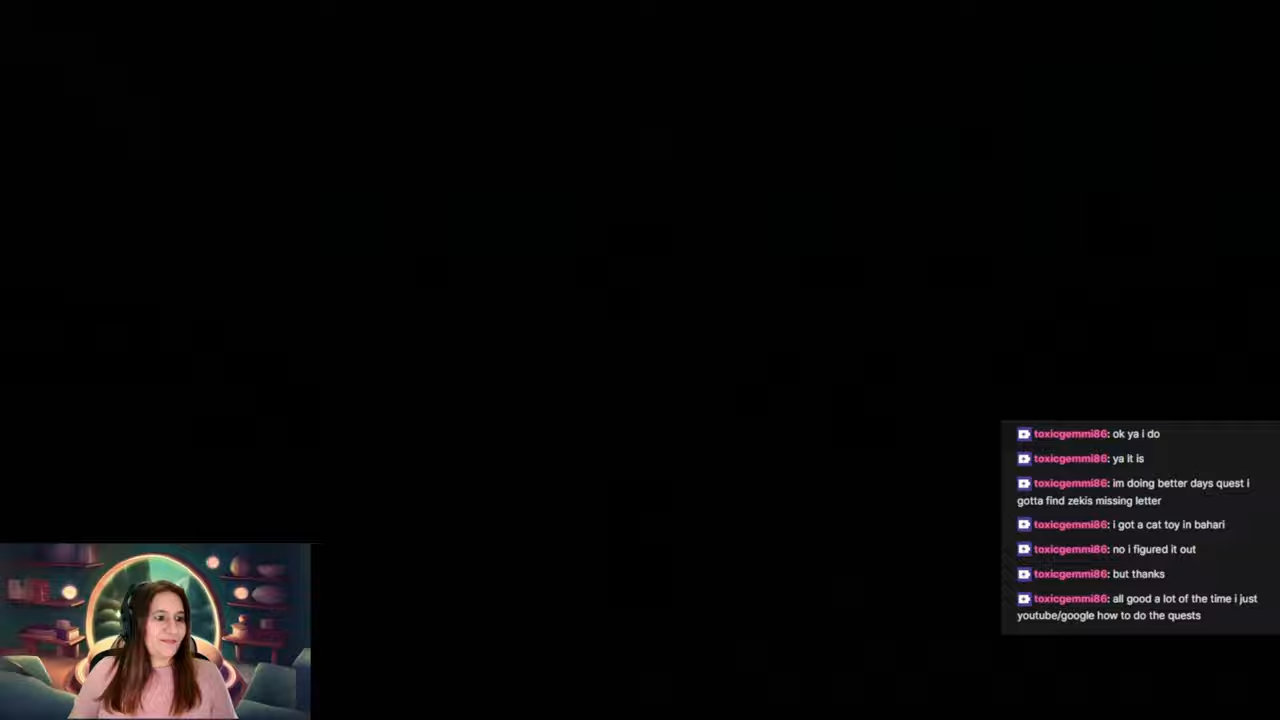 toxicgemmi86: ok ya i do
toxicgemmi86: ya it is
toxicgemmi86: im doing better days quest i
gotta find zekis missing letter
toxicgemmi86: i got a cat toy in bahari
toxicgemmi86: no i figured it out
toxicgemmi86: but thanks
toxicgemmi86: all good a lot of the time i just
youtube/google how to do the quests